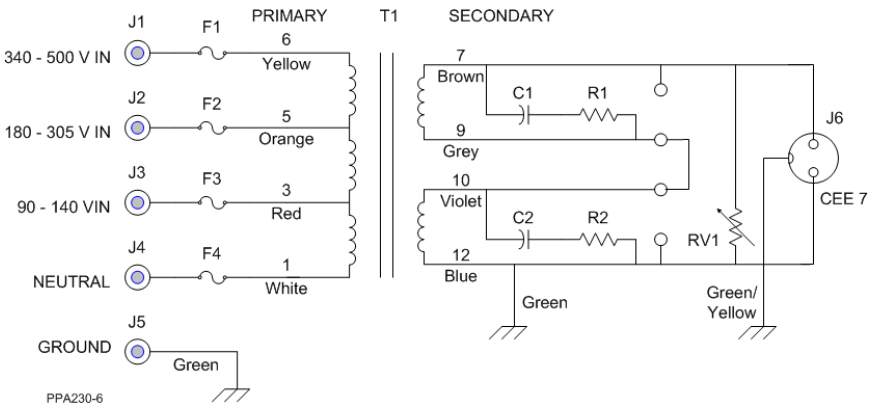 PRIMARY T1 SECONDARY
J1
F1
340 - 500 V IN
6
Yellow
7
Brown
C1 R1
J2
F2
180 - 305 V IN
5
Orange
9
Grey
J6
CEE 7
J3
F3
90 - 140 VIN
3
Red
10
Violet
C2 R2
RV1
J4
F4
NEUTRAL
1
White
12
Blue
Green
Green/
Yellow
J5
GROUND
Green
PPA230-6